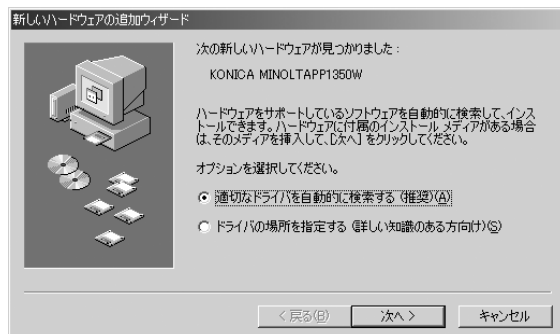 新しいハードウェアの追加ウィザード
次の新しいハードウェアが見つかりました :
KONICA MINOLTAPP1350W
ハードウェアをサポートしているソフトウェアを自動的に検索して、インス
トールできます。ハードウェアに付属のインストール メディアがある場合
は、そのメディアを挿入して、[次へ] をクリックしてください。
オプションを選択してください。
適切なドライバを自動的に検索する (推奨)(A)
ドライバの場所を指定する (詳しい知識のある方向け)(S)
< 戻る(B)
次へ >
キャンセル